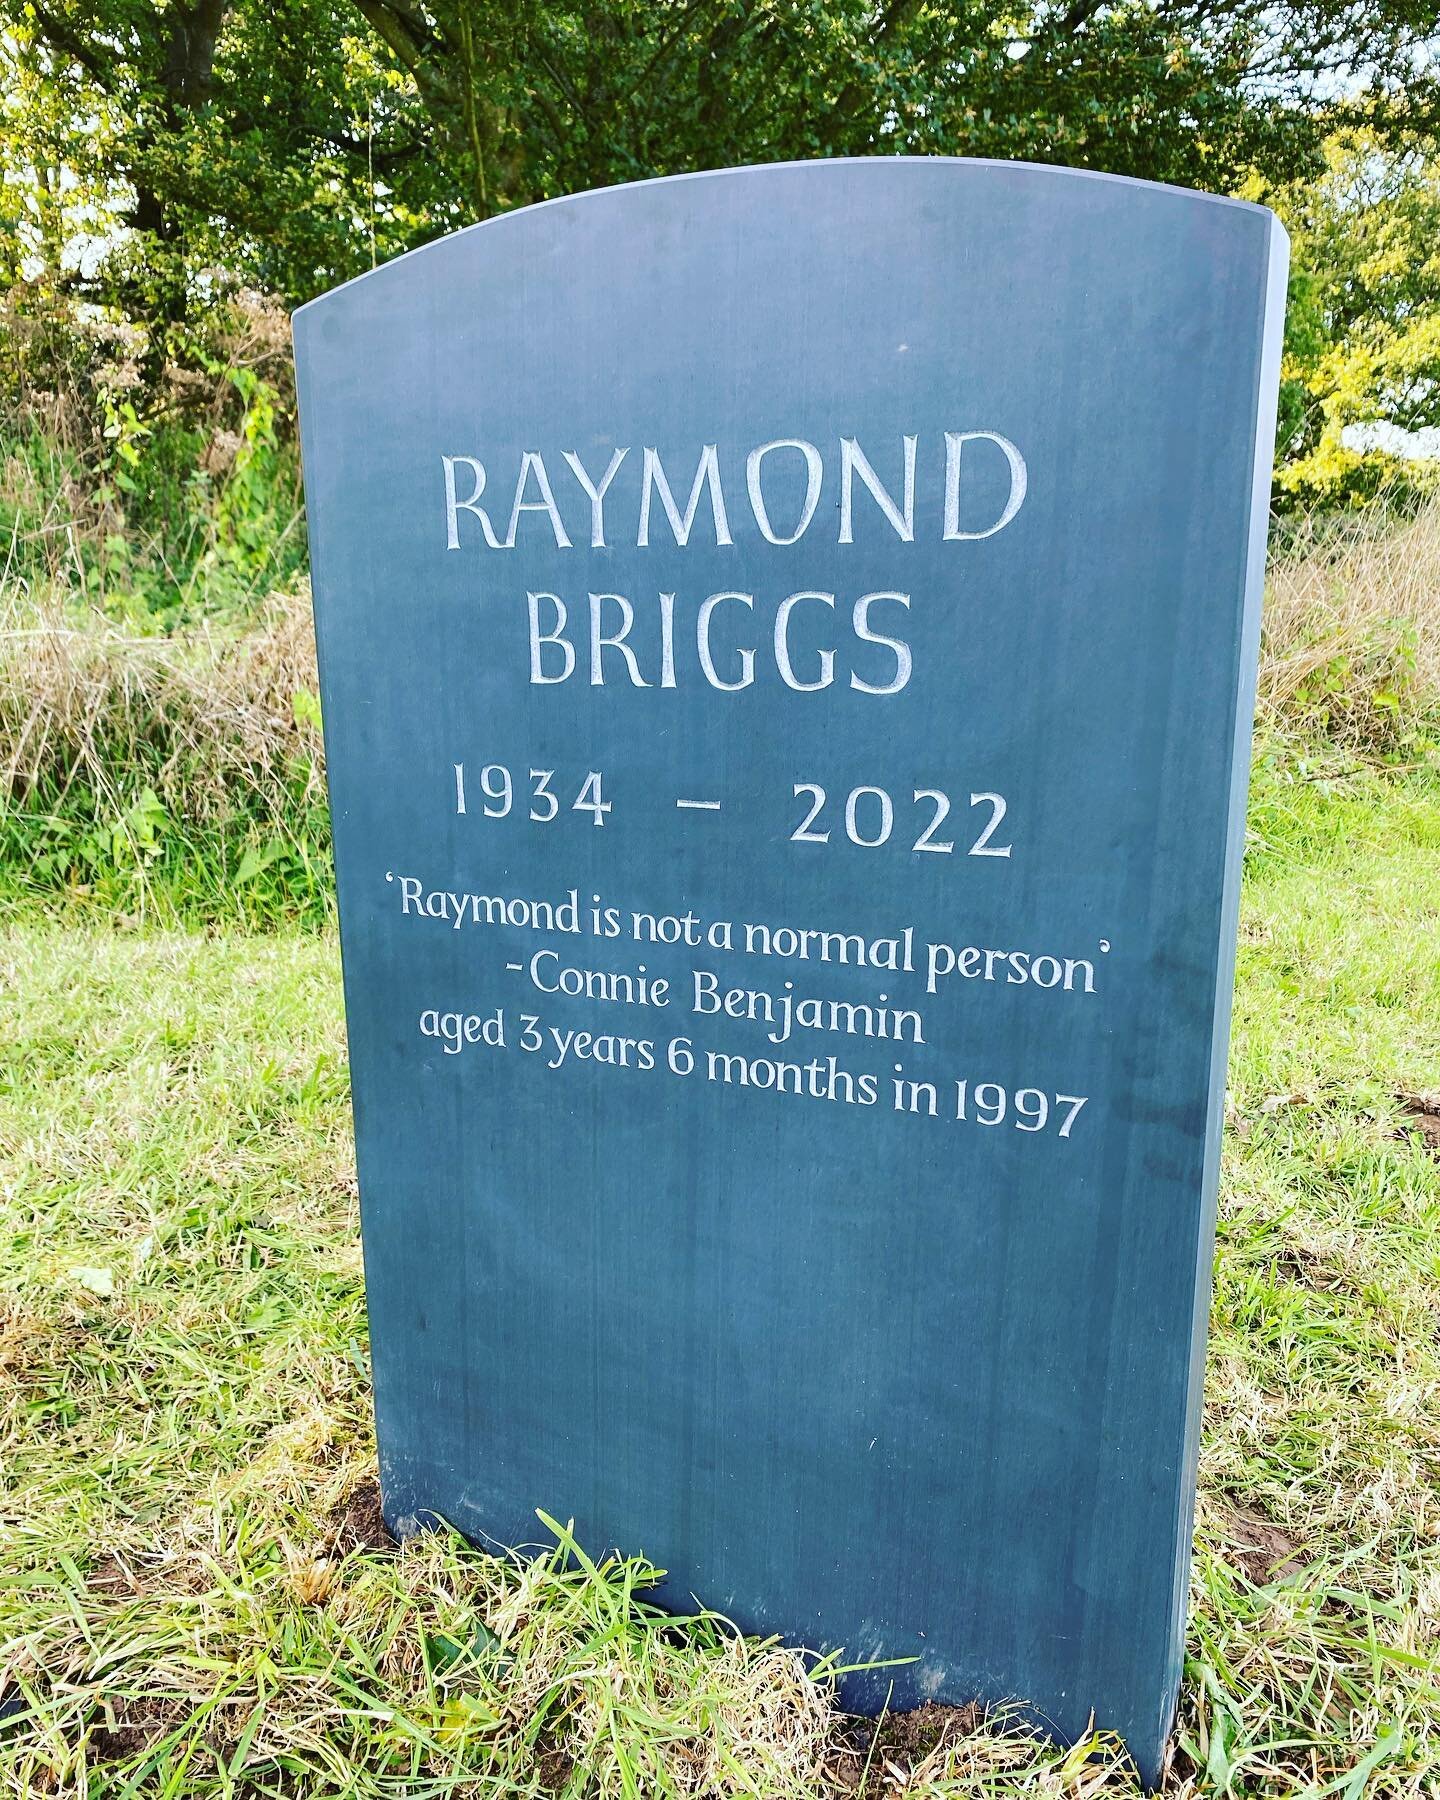 RAYMOND
BRIGGS
1934 – 2022
‘Raymond is not a normal person’
-Connie Benjamin
aged 3 years 6 months in 1997